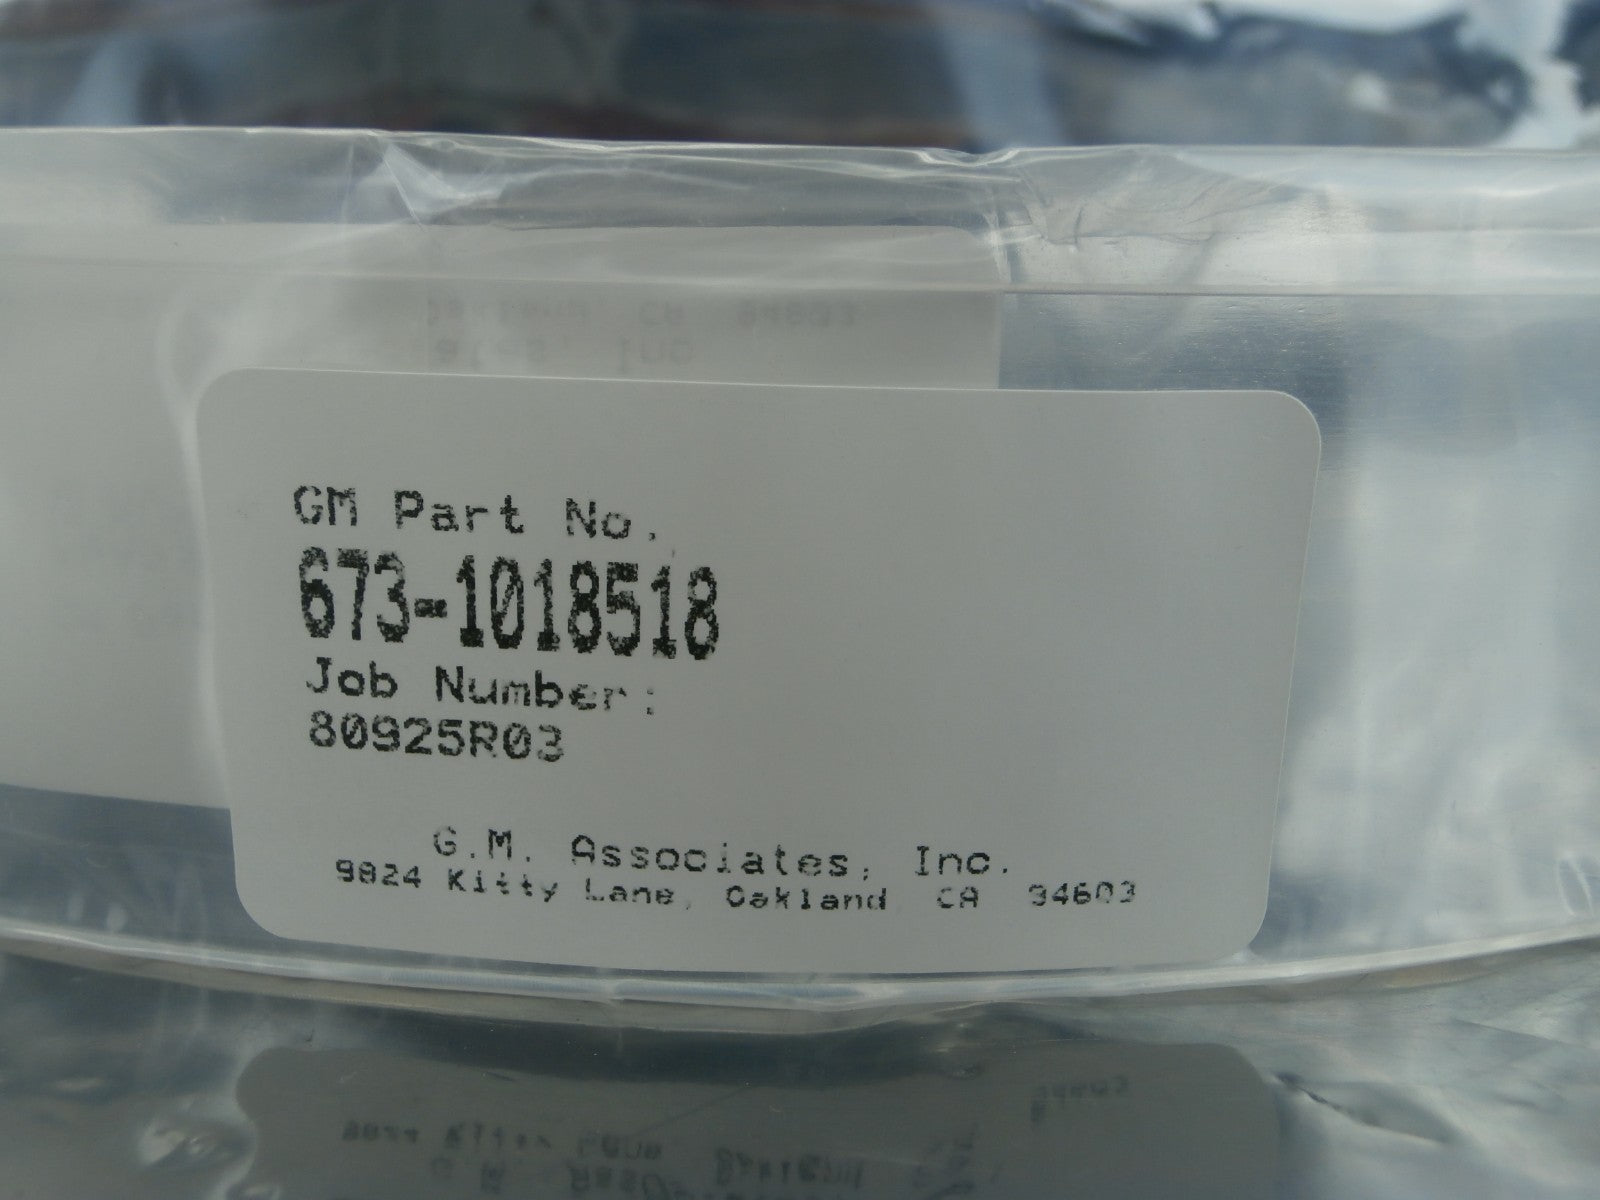 GM Part No.
673-1018518
Job Number:
80925R03
G.M. Associates, Inc.
9824 Kitty Lane, Oakland CA 94603